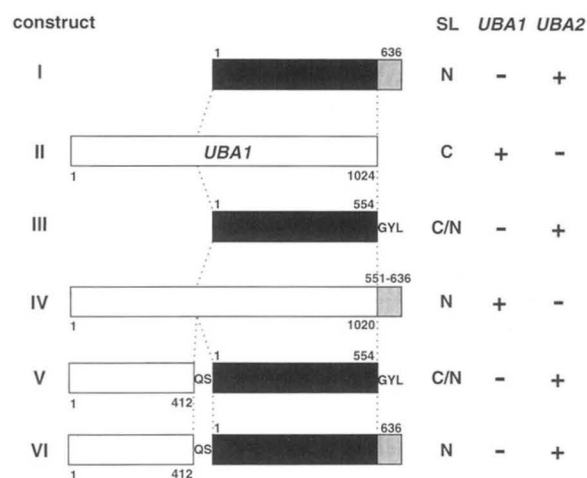 construct SL UBA1 UBA2
1 636
I N - +
II UBA1 C + -
1 1024
1 554
III GYL C/N - +
551-636
IV N + -
1 1020
1 554
V QS GYL C/N - +
1 412
1 636
VI QS N - +
1 412